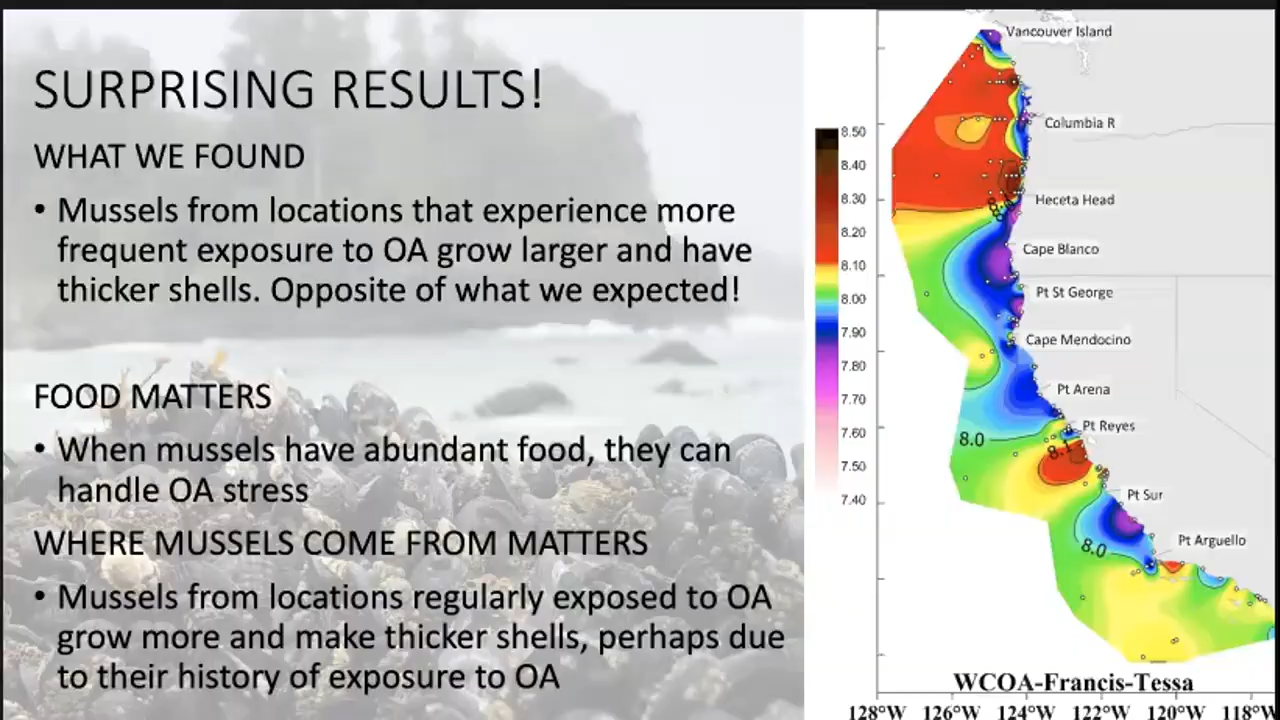 SURPRISING RESULTS!
WHAT WE FOUND
• Mussels from locations that experience more
frequent exposure to OA grow larger and have
thicker shells. Opposite of what we expected!
FOOD MATTERS
• When mussels have abundant food, they can
handle OA stress
WHERE MUSSELS COME FROM MATTERS
• Mussels from locations regularly exposed to OA
grow more and make thicker shells, perhaps due
to their history of exposure to OA
8.50
8.40
8.30
8.20
8.10
8.00
7.90
7.80
7.70
7.60
7.50
7.40
Vancouver Island
Columbia R
Heceta Head
Cape Blanco
Pt St George
Cape Mendocino
Pt Arena
Pt Reyes
8.0
8.1
Pt Sur
Pt Arguello
8.0
WCOA-Francis-Tessa
128°W 126°W 124°W 122°W 120°W 118°W